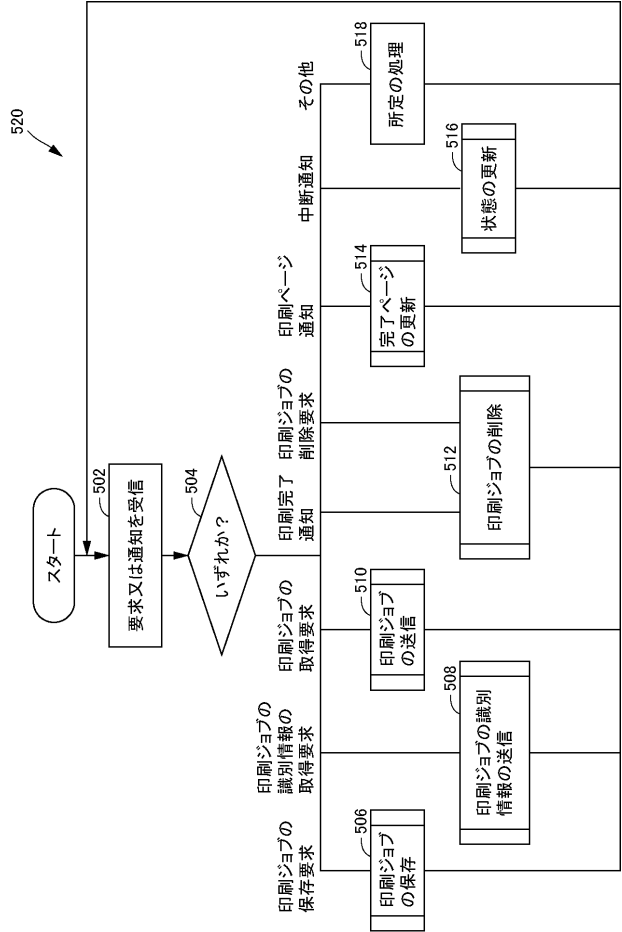 520
スタート
502
要求又は通知を受信
504
いずれか？
印刷ジョブの
保存要求
印刷ジョブの
識別情報の
取得要求
印刷ジョブの
取得要求
印刷完了
通知
印刷ジョブの
削除要求
印刷ページ
通知
中断通知
その他
506
印刷ジョブ
の保存
508
印刷ジョブの識別
情報の送信
510
印刷ジョブ
の送信
512
印刷ジョブの削除
514
完了ページ
の更新
516
状態の更新
518
所定の処理